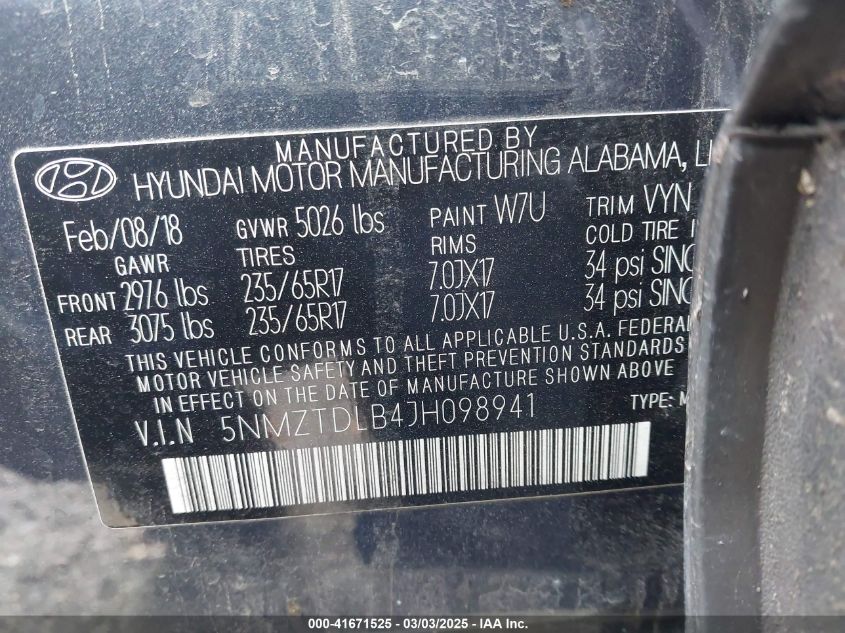 MANUFACTURED BY
HYUNDAI MOTOR MANUFACTURING ALABAMA,
Feb/08/18 GVWR 5026 lbs PAINT W7U TRIM VYN
GAWR TIRES RIMS COLD TIRE
FRONT 2976 lbs 235/65R17 7.0JX17 34 psi
REAR 3075 lbs 235/65R17 7.0JX17 34 psi
THIS VEHICLE CONFORMS TO ALL APPLICABLE U.S.A. FEDERAL
MOTOR VEHICLE SAFETY AND THEFT PREVENTION STANDARDS
IN EFFECT ON THE DATE OF MANUFACTURE SHOWN ABOVE
V.I.N 5NMZTDLB4JH098941 TYPE:
000-41671525 - 03/03/2025 - IAA Inc.